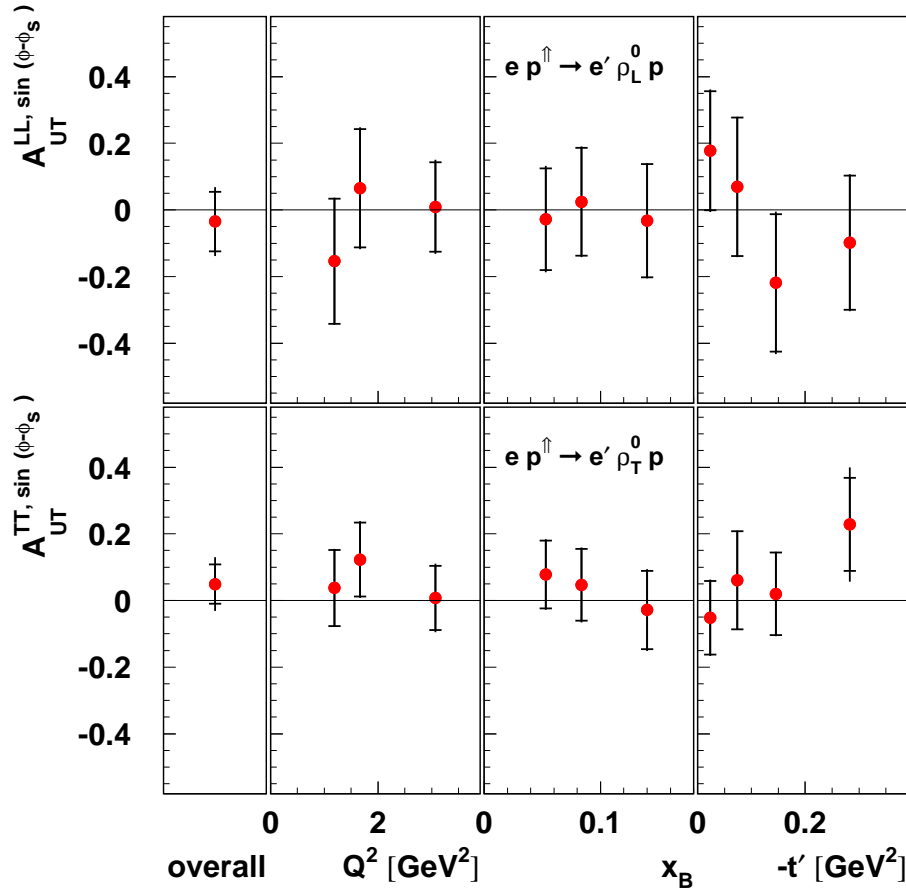 A_UT^LL, sin (ϕ-ϕ_S)
e p^⇑ → e′ ρ_L^0 p
0.4
0.2
0
-0.2
-0.4
A_UT^TT, sin (ϕ-ϕ_S)
e p^⇑ → e′ ρ_T^0 p
0.4
0.2
0
-0.2
-0.4
0 2 0 0.1 0 0.2
overall Q² [GeV²] x_B -t′ [GeV²]